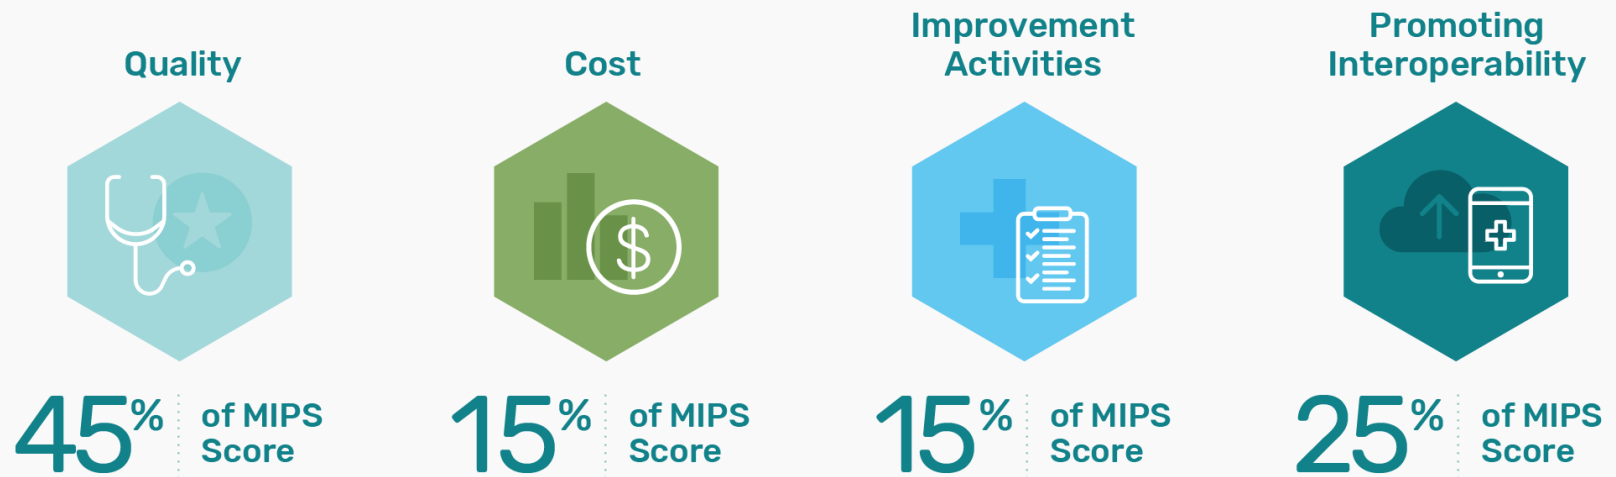 Quality
45% of MIPS
Score
Cost
15% of MIPS
Score
Improvement
Activities
15% of MIPS
Score
Promoting
Interoperability
25% of MIPS
Score